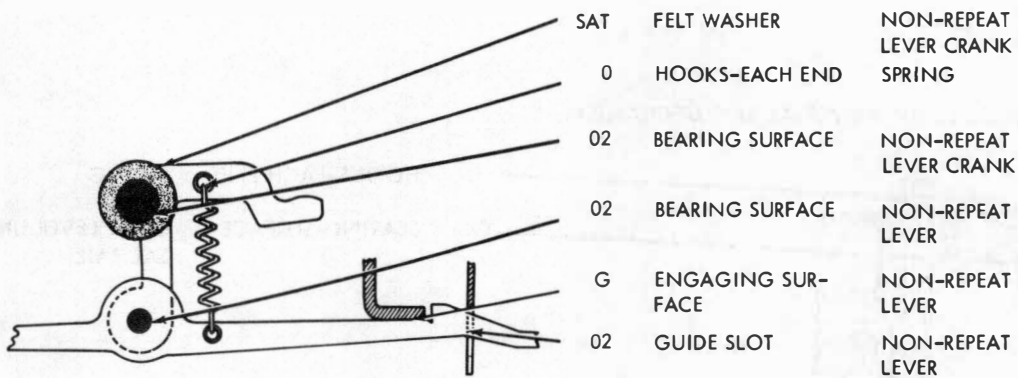 SAT FELT WASHER NON-REPEAT
LEVER CRANK
0 HOOKS-EACH END SPRING
02 BEARING SURFACE NON-REPEAT
LEVER CRANK
02 BEARING SURFACE NON-REPEAT
LEVER
G ENGAGING SUR- NON-REPEAT
FACE LEVER
02 GUIDE SLOT NON-REPEAT
LEVER